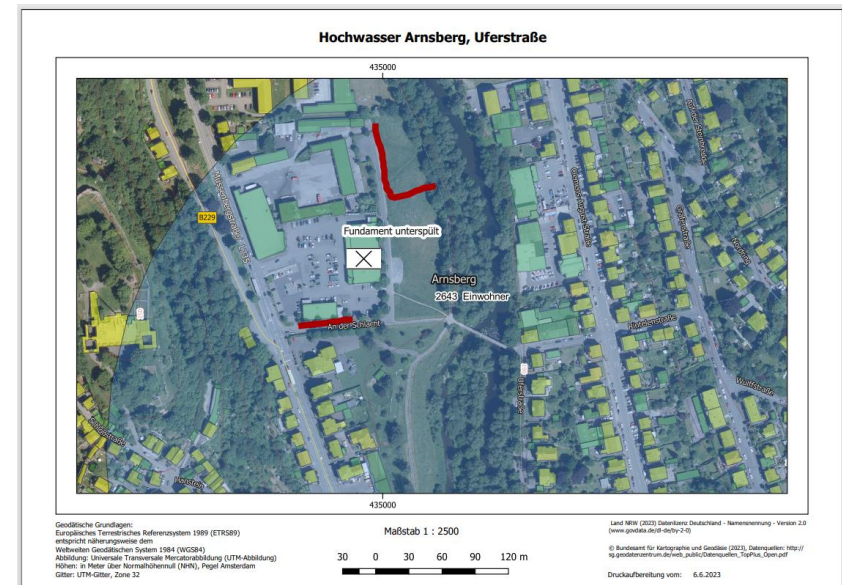 Hochwasser Arnsberg, Uferstraße
435000
B229
Fundament unterspült
Arnsberg
2643 Einwohner
An der Schlacht
Clemens-August-Straße
Uferstraße
Wulffstraße
435000
Geodätische Grundlagen:
Europäisches Terrestrisches Referenzsystem 1989 (ETRS89)
entspricht näherungsweise dem
Weltweiten Geodätischen System 1984 (WGS84)
Abbildung: Universale Transversale Mercatorabbildung (UTM-Abbildung)
Höhen: in Meter über Normalhöhennull (NHN), Pegel Amsterdam
Gitter: UTM-Gitter, Zone 32
Maßstab 1 : 2500
30 0 30 60 90 120 m
Land NRW (2023) Datenlizenz Deutschland - Namensnennung - Version 2.0
(www.govdata.de/dl-de/by-2-0)
© Bundesamt für Kartographie und Geodäsie (2023), Datenquellen: http://
sg.geodatenzentrum.de/web_public/Datenquellen_TopPlus_Open.pdf
Druckaufbereitung vom: 6.6.2023